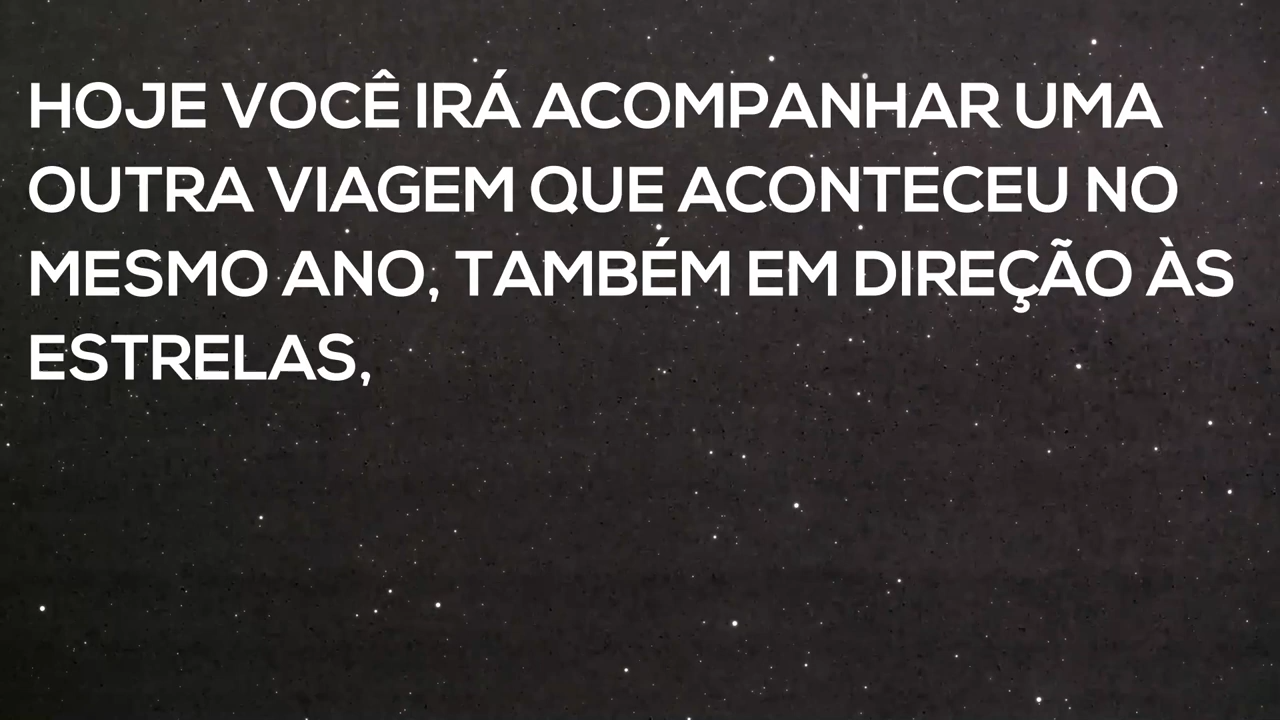 HOJE VOCÊ IRÁ ACOMPANHAR UMA
OUTRA VIAGEM QUE ACONTECEU NO
MESMO ANO, TAMBÉM EM DIREÇÃO ÀS
ESTRELAS,